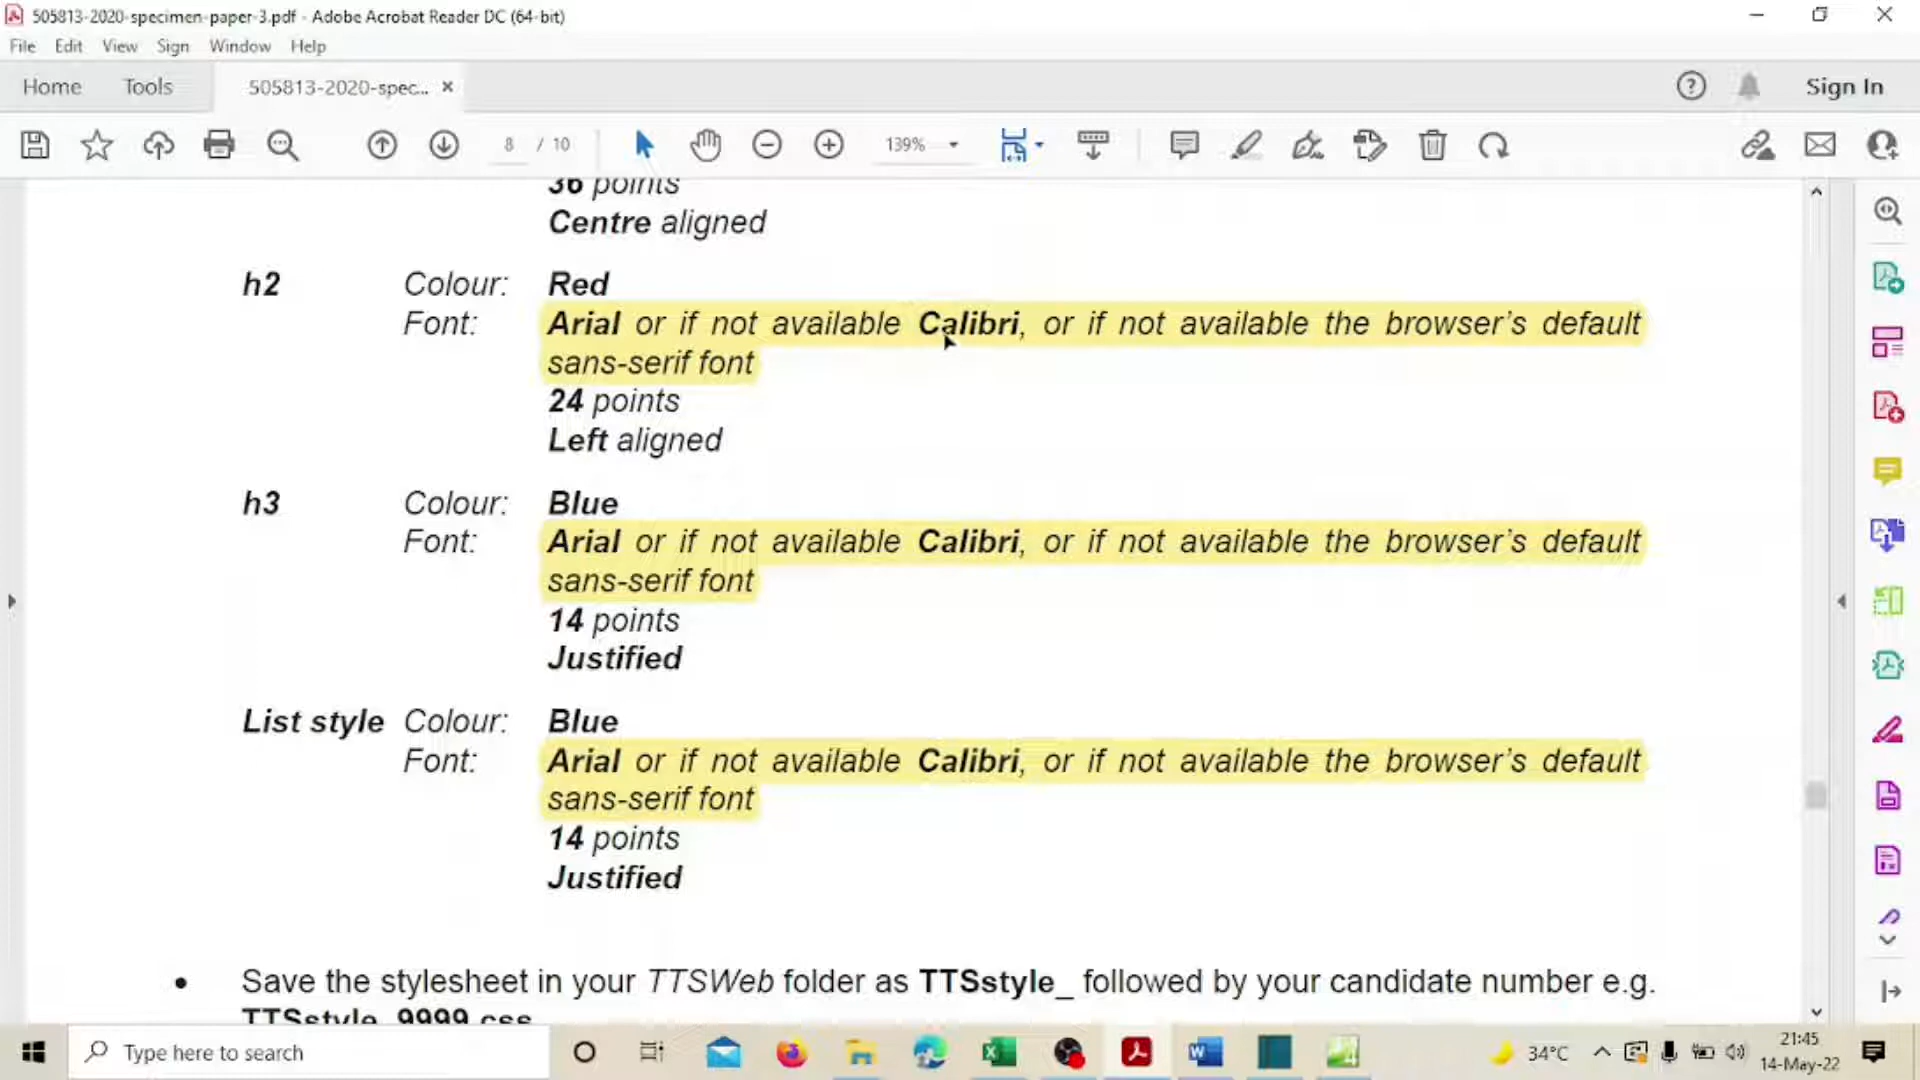 505813-2020-specimen-paper-3.pdf - Adobe Acrobat Reader DC (64-bit)
File Edit View Sign Window Help
Home Tools 505813-2020-spec... × Sign In
8 / 10 139%
36 points
Centre aligned
h2 Colour: Red
Font: Arial or if not available Calibri, or if not available the browser's default
sans-serif font
24 points
Left aligned
h3 Colour: Blue
Font: Arial or if not available Calibri, or if not available the browser's default
sans-serif font
14 points
Justified
List style Colour: Blue
Font: Arial or if not available Calibri, or if not available the browser's default
sans-serif font
14 points
Justified
• Save the stylesheet in your TTSWeb folder as TTSstyle_ followed by your candidate number e.g.
TTSstyle_9999.css
Type here to search
34°C
21:45
14-May-22